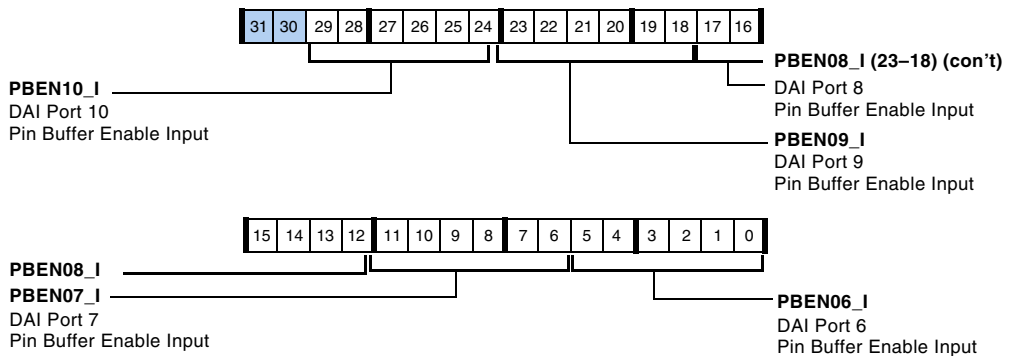 31 30 29 28 27 26 25 24 23 22 21 20 19 18 17 16
PBEN08_I (23–18) (con't)
DAI Port 8
Pin Buffer Enable Input
PBEN10_I
DAI Port 10
Pin Buffer Enable Input
PBEN09_I
DAI Port 9
Pin Buffer Enable Input
15 14 13 12 11 10 9 8 7 6 5 4 3 2 1 0
PBEN08_I
PBEN07_I
DAI Port 7
Pin Buffer Enable Input
PBEN06_I
DAI Port 6
Pin Buffer Enable Input